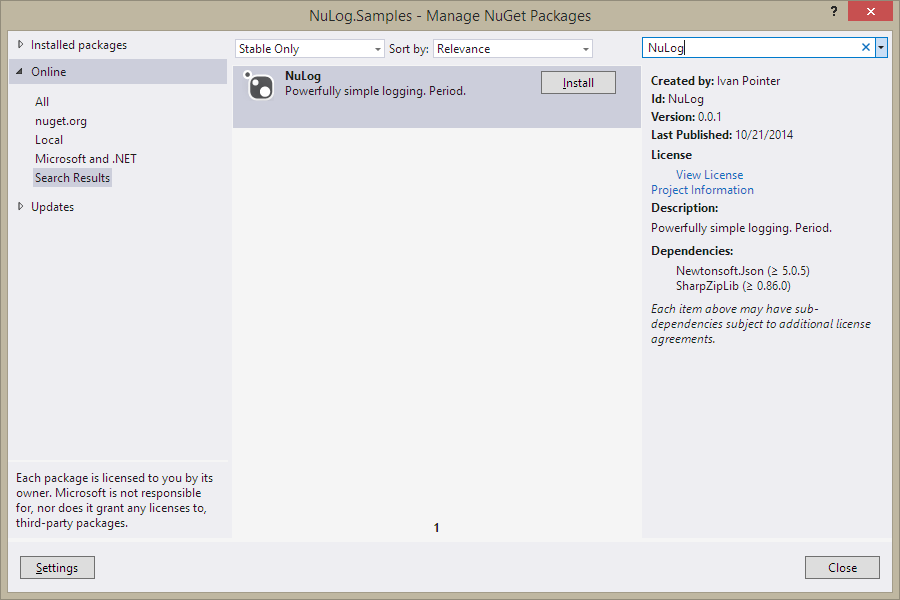 NuLog.Samples - Manage NuGet Packages
?
Installed packages
Online
All
nuget.org
Local
Microsoft and .NET
Search Results
Updates
Each package is licensed to you by its
owner. Microsoft is not responsible
for, nor does it grant any licenses to,
third-party packages.
Stable Only
Sort by:
Relevance
NuLog
Powerfully simple logging. Period.
Install
1
NuLog
Created by: Ivan Pointer
Id: NuLog
Version: 0.0.1
Last Published: 10/21/2014
License
View License
Project Information
Description:
Powerfully simple logging. Period.
Dependencies:
Newtonsoft.Json (≥ 5.0.5)
SharpZipLib (≥ 0.86.0)
Each item above may have sub-
dependencies subject to additional license
agreements.
Settings
Close